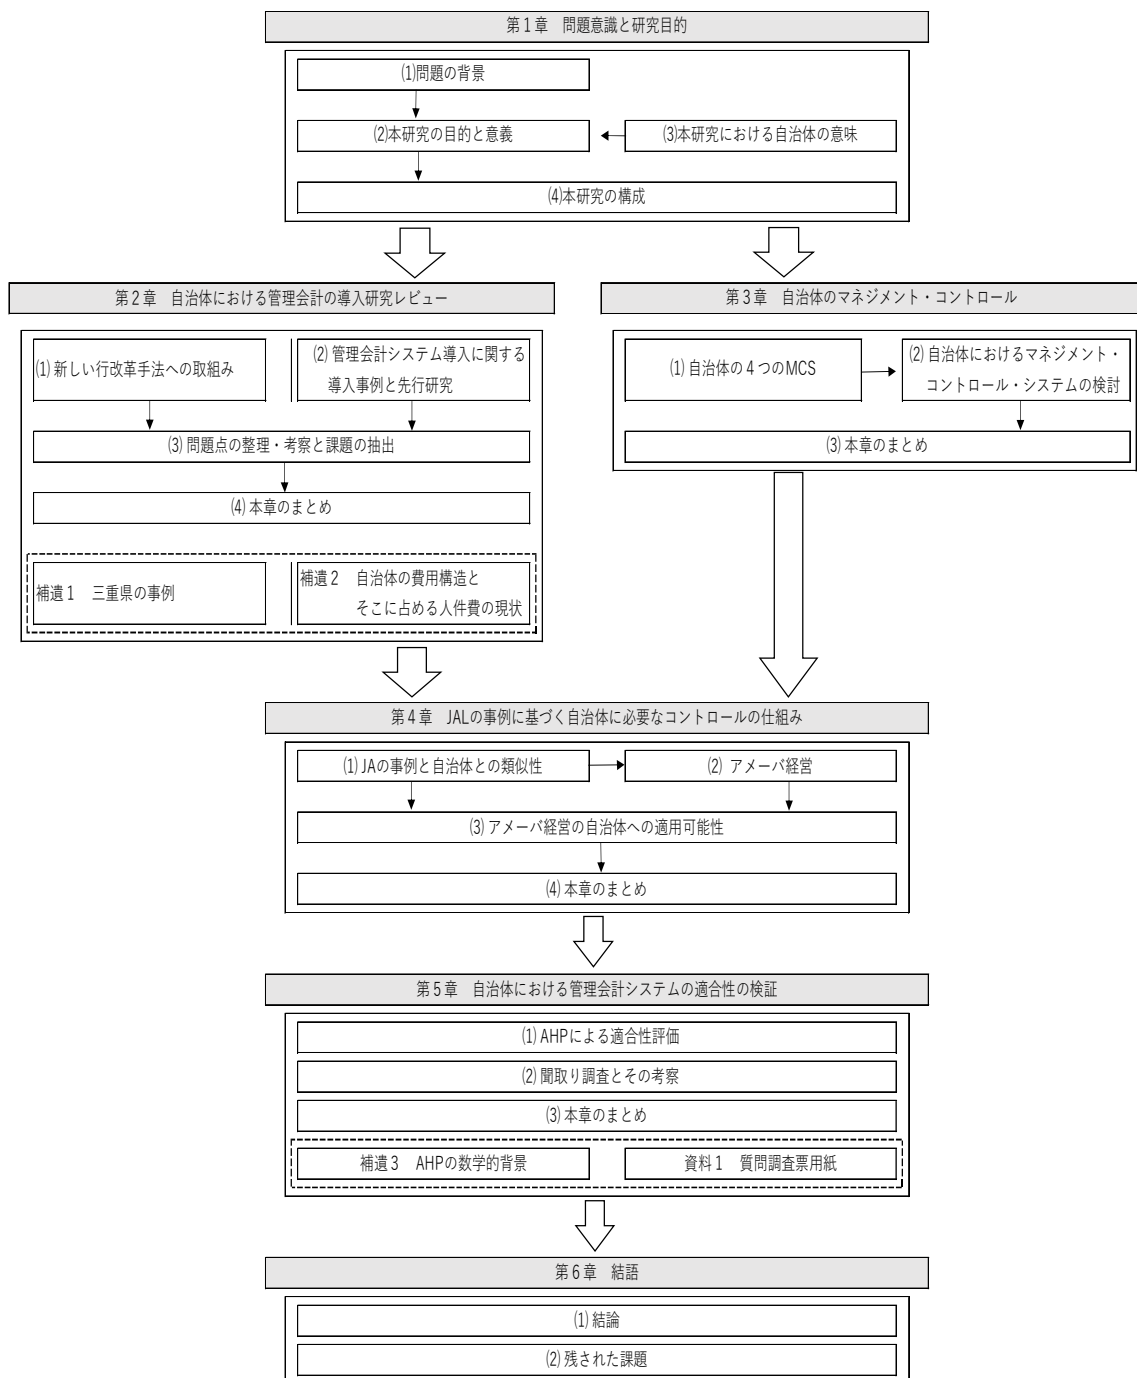 第1章 問題意識と研究目的
(1)問題の背景
(2)本研究の目的と意義
(3)本研究における自治体の意味
(4)本研究の構成
第2章 自治体における管理会計の導入研究レビュー
(1) 新しい行改革手法への取組み
(2) 管理会計システム導入に関する
導入事例と先行研究
(3) 問題点の整理・考察と課題の抽出
(4) 本章のまとめ
補遺1 三重県の事例
補遺2 自治体の費用構造と
そこに占める人件費の現状
第3章 自治体のマネジメント・コントロール
(1) 自治体の4つのMCS
(2) 自治体におけるマネジメント・
コントロール・システムの検討
(3) 本章のまとめ
第4章 JALの事例に基づく自治体に必要なコントロールの仕組み
(1) JAの事例と自治体との類似性
(2) アメーバ経営
(3) アメーバ経営の自治体への適用可能性
(4) 本章のまとめ
第5章 自治体における管理会計システムの適合性の検証
(1) AHPによる適合性評価
(2) 聞取り調査とその考察
(3) 本章のまとめ
補遺3 AHPの数学的背景
資料1 質問調査票用紙
第6章 結語
(1) 結論
(2) 残された課題